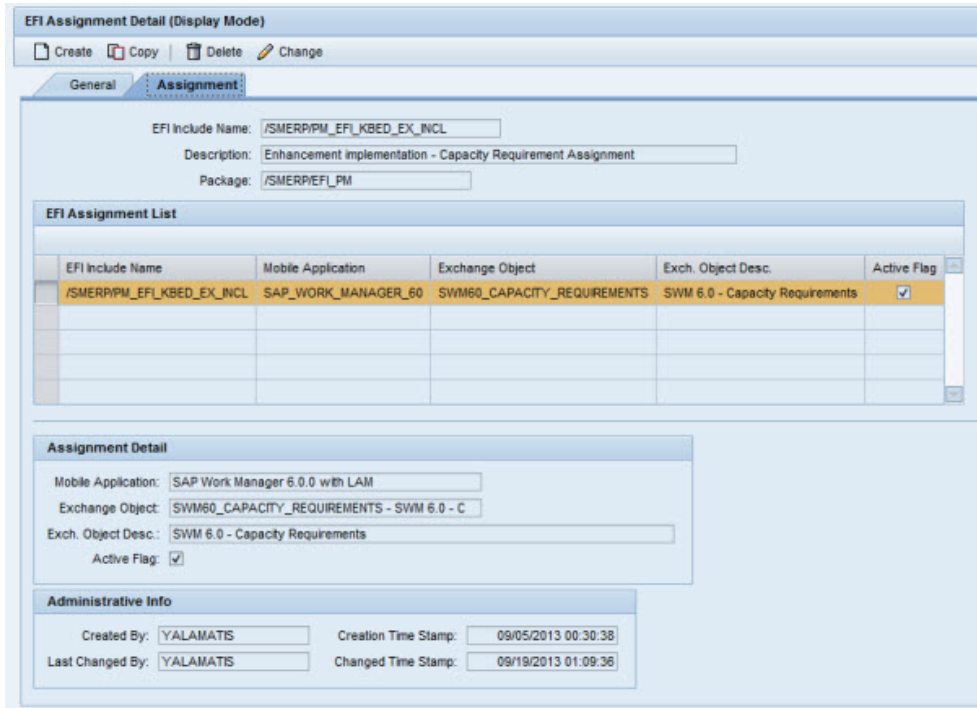 EFI Assignment Detail (Display Mode)
Create Copy Delete Change
General Assignment
EFI Include Name: /SMERP/PM_EFI_KBED_EX_INCL
Description: Enhancement implementation - Capacity Requirement Assignment
Package: /SMERP/EFI_PM
EFI Assignment List
EFI Include Name Mobile Application Exchange Object Exch. Object Desc. Active Flag
/SMERP/PM_EFI_KBED_EX_INCL SAP_WORK_MANAGER_60 SWM60_CAPACITY_REQUIREMENTS SWM 6.0 - Capacity Requirements
Assignment Detail
Mobile Application: SAP Work Manager 6.0.0 with LAM
Exchange Object: SWM60_CAPACITY_REQUIREMENTS - SWM 6.0 - C
Exch. Object Desc.: SWM 6.0 - Capacity Requirements
Active Flag:
Administrative Info
Created By: YALAMATIS Creation Time Stamp: 09/05/2013 00:30:38
Last Changed By: YALAMATIS Changed Time Stamp: 09/19/2013 01:09:36